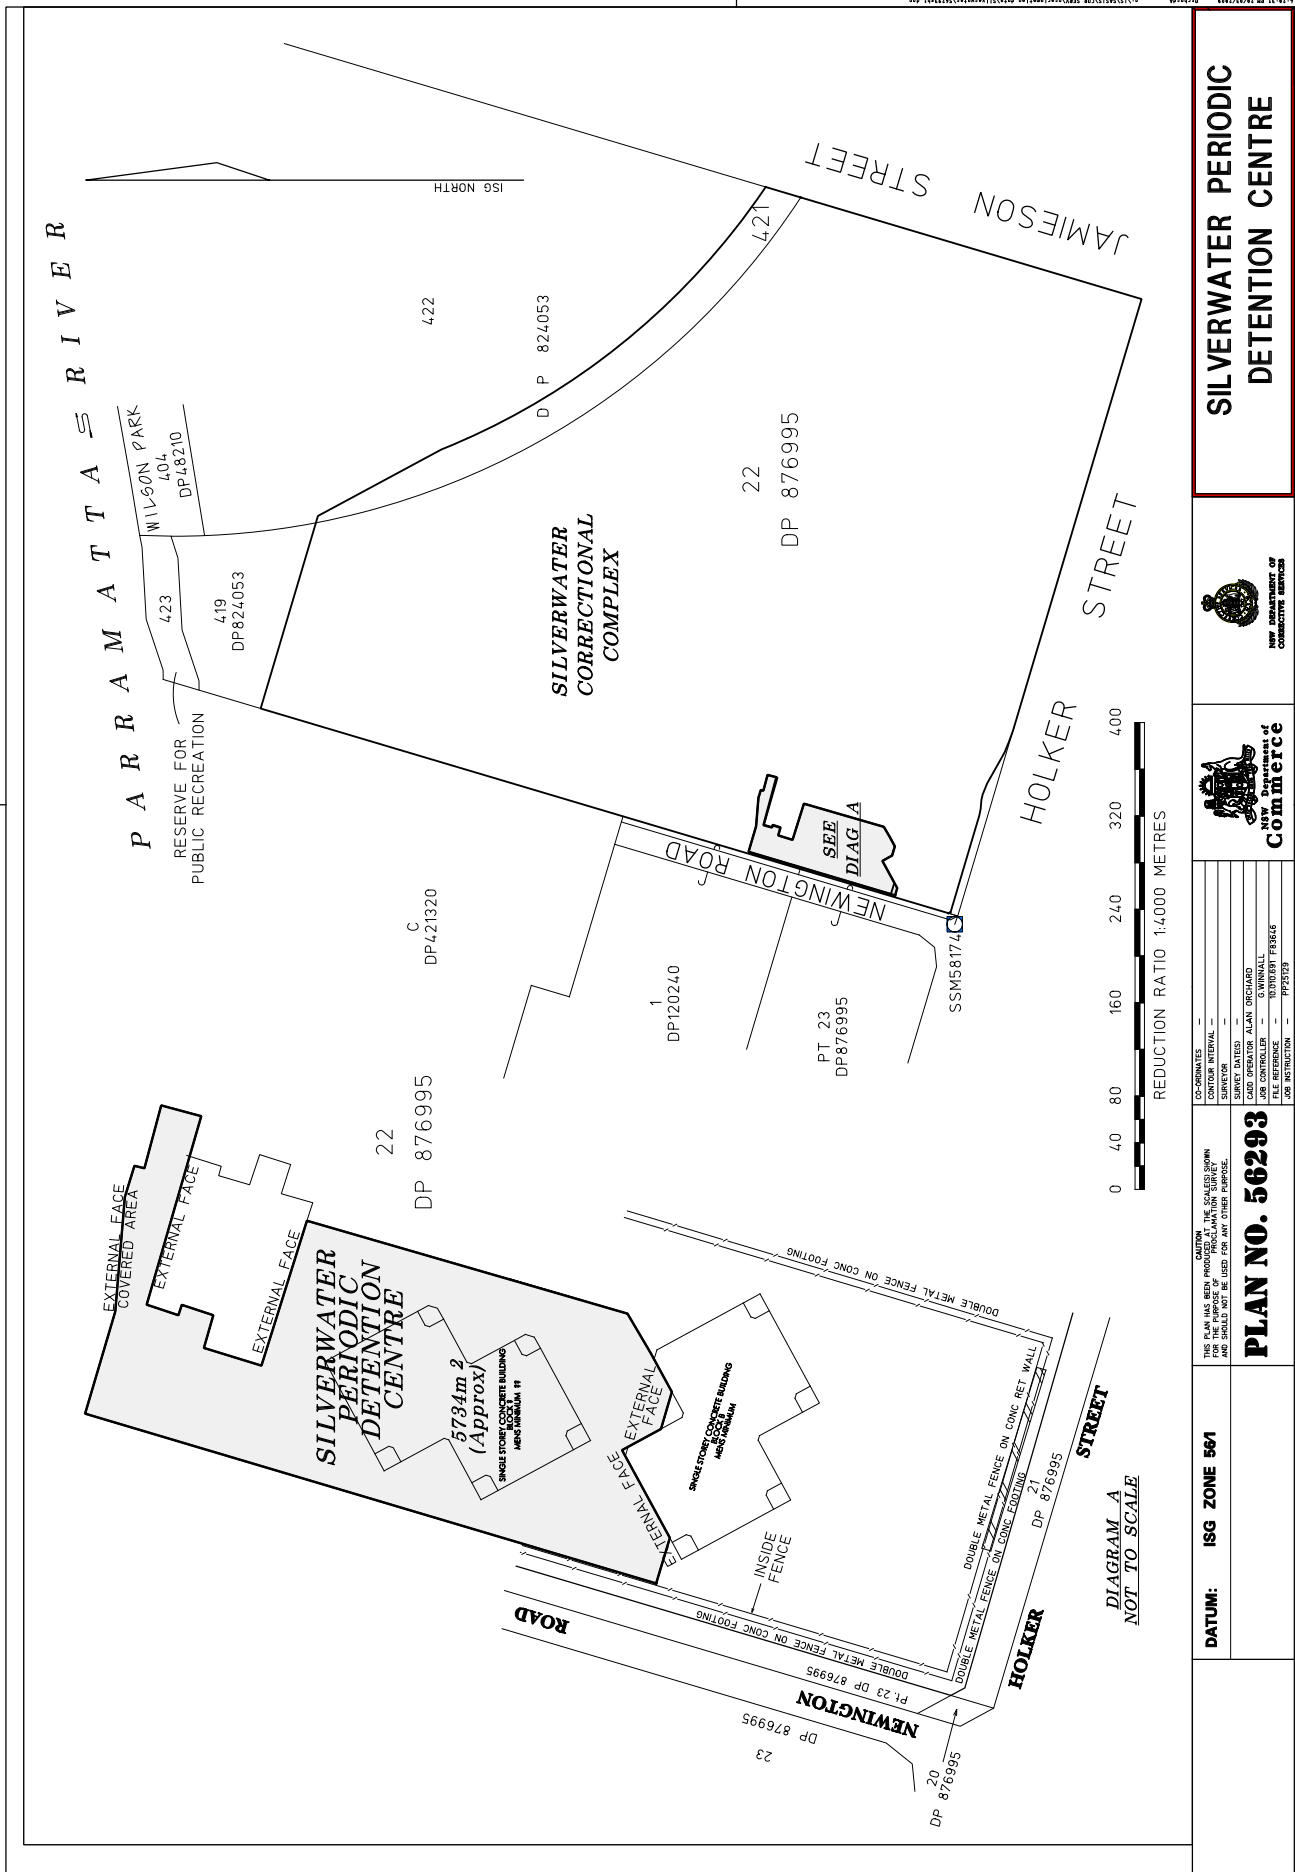 PARRAMATTA RIVER
ISG NORTH
WILSON PARK
404
DP48210
423
419
DP824053
RESERVE FOR
PUBLIC RECREATION
422
D P 824053
421
JAMIESON STREET
22
DP 876995
SILVERWATER
CORRECTIONAL
COMPLEX
HOLKER STREET
SEE
DIAG A
NEWINGTON ROAD
C
DP421320
1
DP120240
PT 23
DP876995
SSM58174
22
DP 876995
EXTERNAL FACE
COVERED AREA
EXTERNAL FACE
EXTERNAL FACE
SILVERWATER
PERIODIC
DETENTION
CENTRE
5734m 2
(Approx)
SINGLE STOREY CONCRETE BUILDING
MENS MINIMUM
EXTERNAL FACE
EXTERNAL
FACE
SINGLE STOREY CONCRETE BUILDING
BLOCK B
MENS MINIMUM
DOUBLE METAL FENCE ON CONC FOOTING
INSIDE
FENCE
DOUBLE METAL FENCE ON CONC FOOTING
DOUBLE METAL FENCE ON CONC RET WALL
DOUBLE METAL FENCE ON CONC FOOTING
Pt.23 DP 876995
NEWINGTON ROAD
DP 876995
23
20
DP 876995
21
DP 876995
HOLKER STREET
DIAGRAM A
NOT TO SCALE
0 40 80 160 240 320 400
REDUCTION RATIO 1:4000 METRES
DATUM: ISG ZONE 56/1
CAUTION
THIS PLAN HAS BEEN PRODUCED AT THE SCALE(S) SHOWN
FOR THE PURPOSE OF PROCLAMATION SURVEY
AND SHOULD NOT BE USED FOR ANY OTHER PURPOSE.
PLAN NO. 56293
CO-ORDINATES –
CONTOUR INTERVAL –
SURVEYOR –
SURVEY DATE(S) –
CADD OPERATOR ALAN ORCHARD
JOB CONTROLLER – G.WINNALL
FILE REFERENCE –
JOB INSTRUCTION – PP25129
NSW Department of
Commerce
NSW DEPARTMENT OF
CORRECTIVE SERVICES
SILVERWATER PERIODIC
DETENTION CENTRE